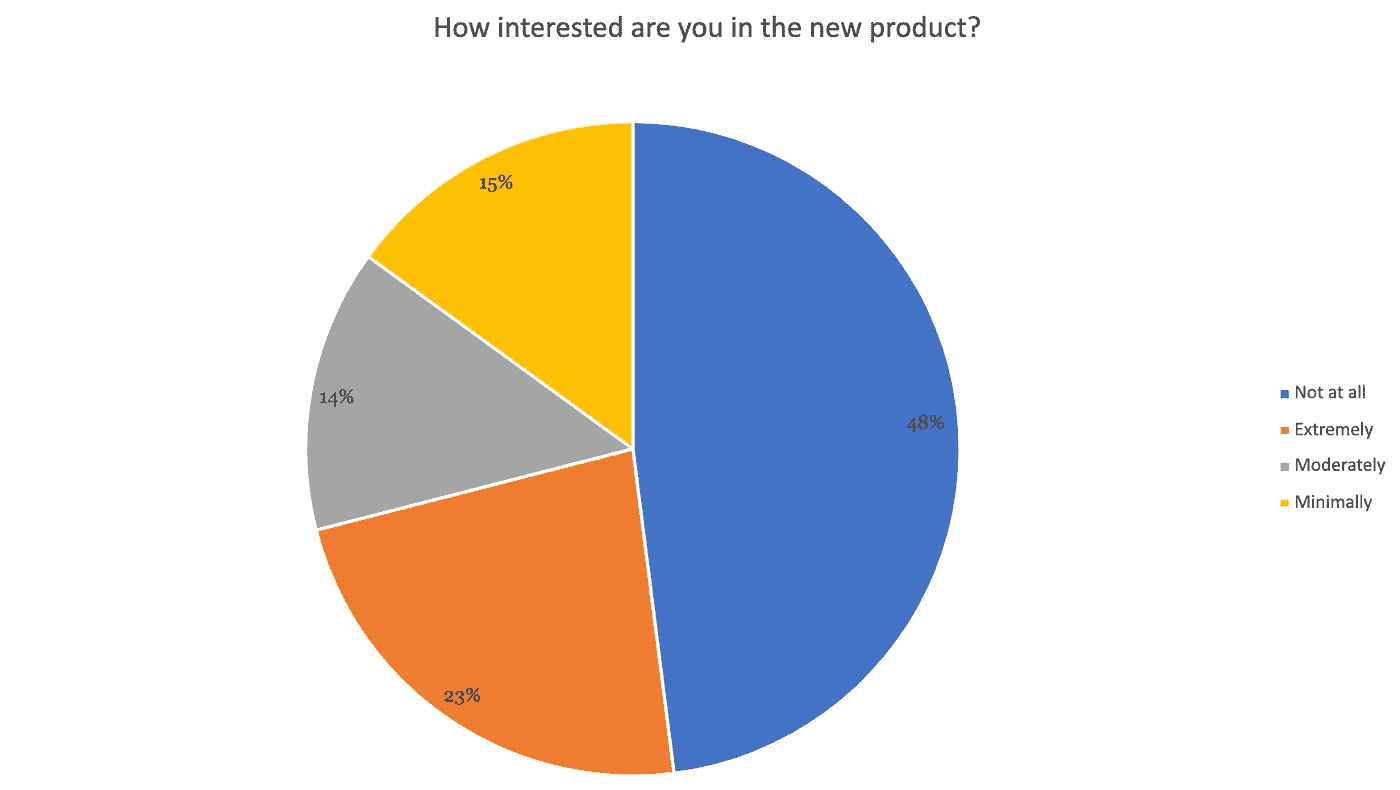 How interested are you in the new product?
15%
14%
48%
23%
Not at all
Extremely
Moderately
Minimally